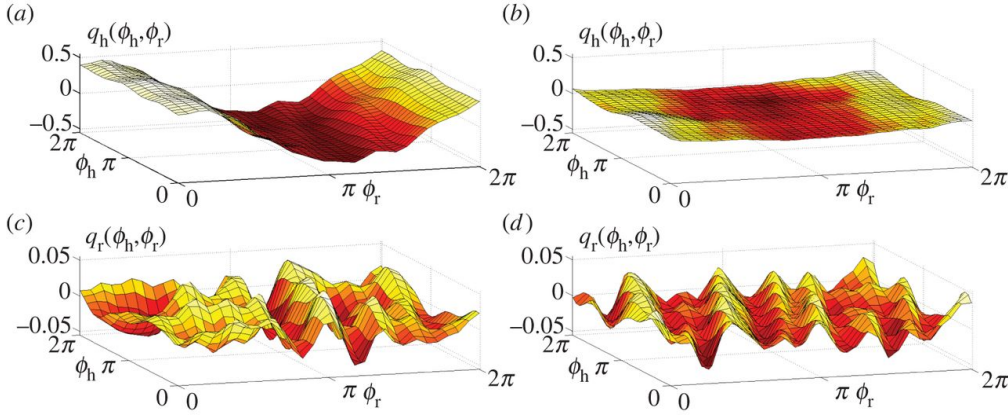 (a)
q_h(ϕ_h,ϕ_r)
0.5
0
−0.5
2π
ϕ_h π
0
0
π ϕ_r
2π
(b)
q_h(ϕ_h,ϕ_r)
0.5
0
−0.5
2π
ϕ_h π
0
0
π ϕ_r
2π
(c)
q_r(ϕ_h,ϕ_r)
0.05
0
−0.05
2π
ϕ_h π
0
0
π ϕ_r
2π
(d)
q_r(ϕ_h,ϕ_r)
0.05
0
−0.05
2π
ϕ_h π
0
0
π ϕ_r
2π